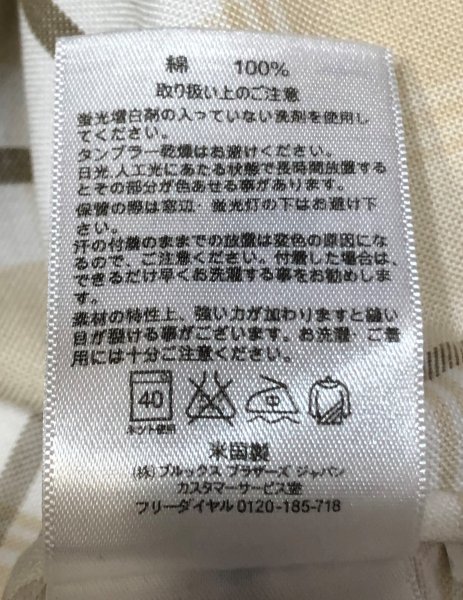 綿 100%
取り扱い上のご注意
蛍光増白剤の入っていない洗剤を使用し
てください。
タンブラー乾燥はお避けください。
日光、人工光にあたる状態で長時間放置する
とその部分が色あせる事があります。
保管の際は窓辺・蛍光灯の下はお避け下
さい。
汗の付着のままでの放置は変色の原因にな
るので、ご注意ください。付着した場合は、
できるだけ早くお洗濯する事をお勧めしま
す。
素材の特性上、強い力が加わりますと縫い
目が裂ける事がございます。お洗濯・ご着
用には十分ご注意ください。
40 中
ネット使用
米国製
(株)ブルックス ブラザーズ ジャパン
カスタマーサービス室
フリーダイヤル 0120-185-718